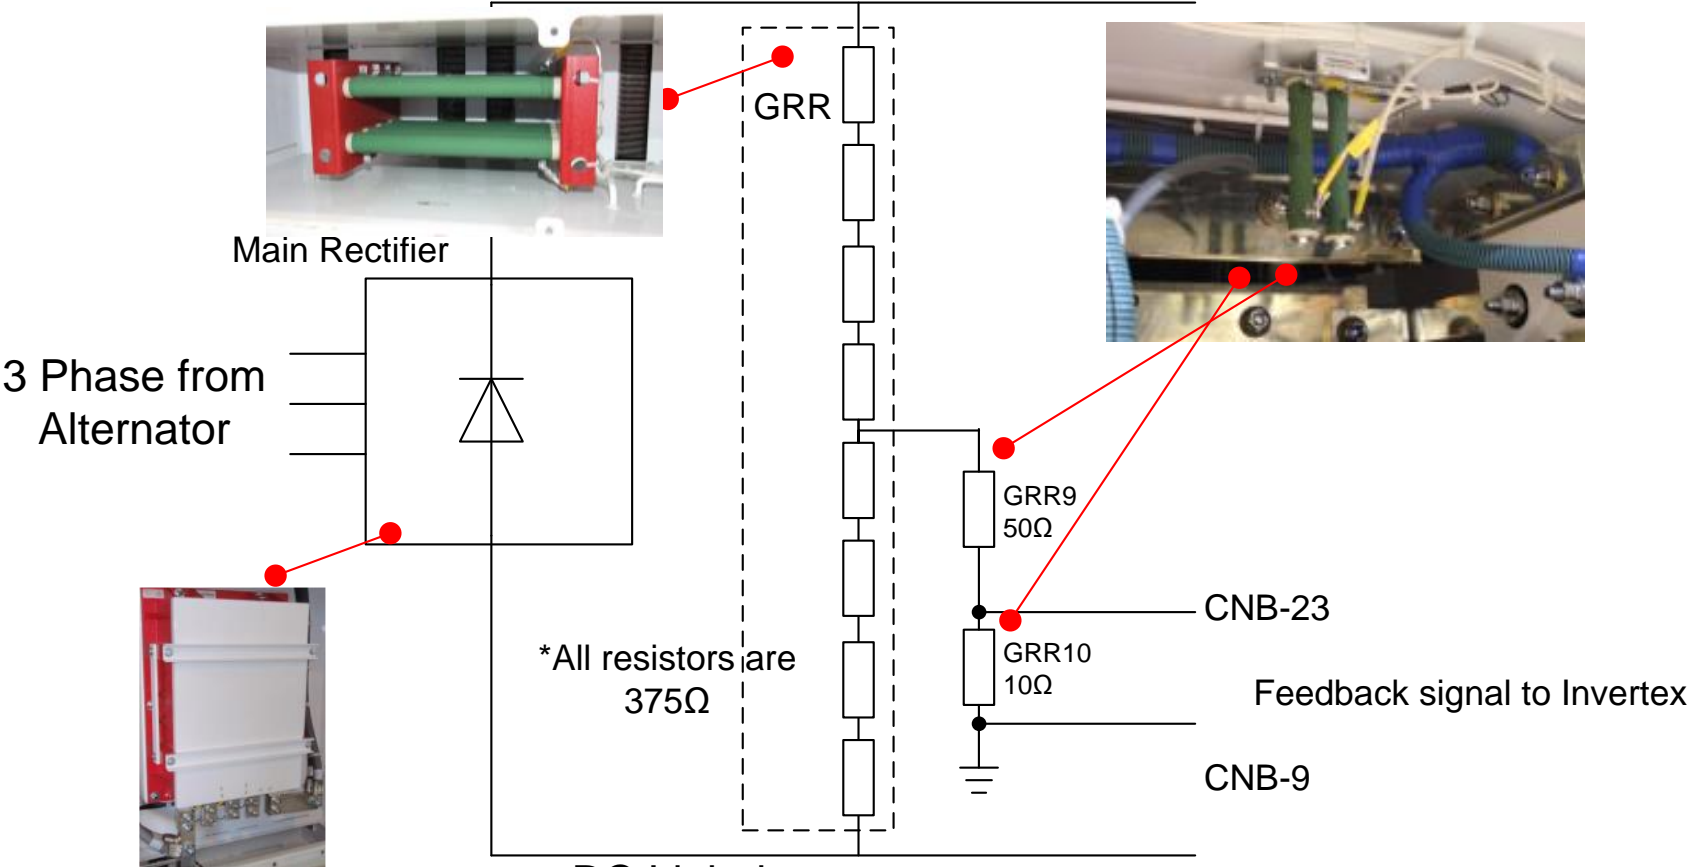 GRR
Main Rectifier
3 Phase from
Alternator
GRR9
50Ω
CNB-23
*All resistors are
375Ω
GRR10
10Ω
Feedback signal to Invertex
CNB-9